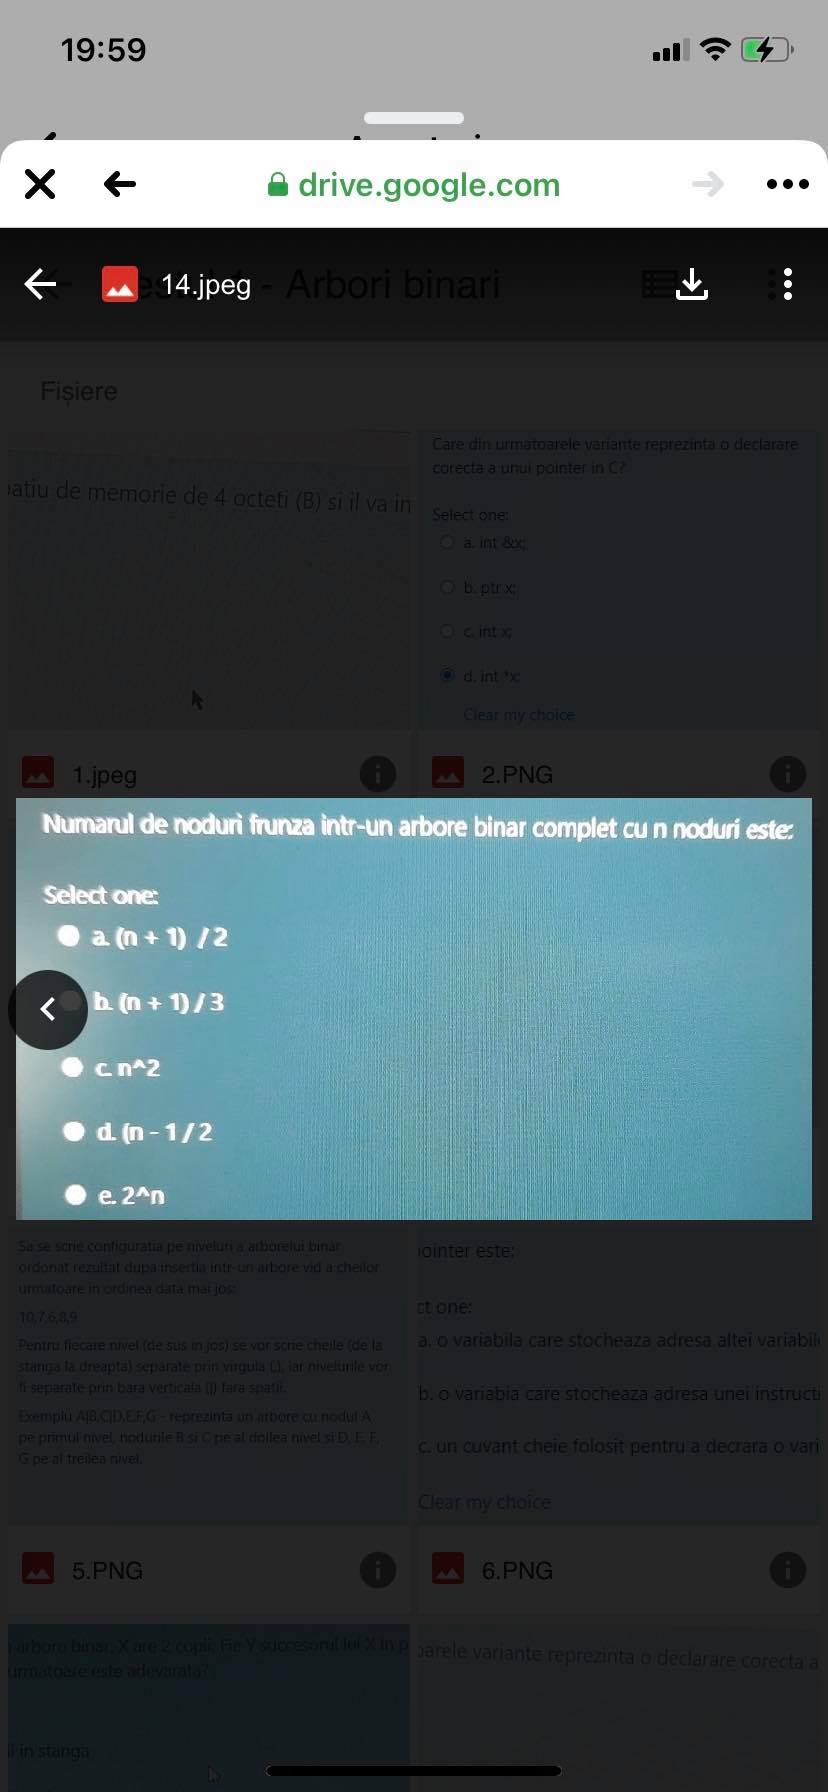 19:59
drive.google.com
14.jpeg
- Arbori binari
Fișiere
spatiu de memorie de 4 octeti (B) si il va in
Care din urmatoarele variante reprezinta o declarare
corecta a unui pointer in C?
Select one:
a. int &x;
b. ptr x;
c. int x;
d. int *x;
Clear my choice
1.jpeg
2.PNG
Numarul de noduri frunza intr-un arbore binar complet cu n noduri este:
Select one:
a. (n + 1) / 2
b. (n + 1) / 3
c. n^2
d. (n - 1 / 2
e. 2^n
Sa se scrie configuratia pe niveluri a arborelui binar
ordonat rezultat dupa insertia intr-un arbore vid a cheilor
urmatoare in ordinea data mai jos:
10,7,6,8,9
Pentru fiecare nivel (de sus in jos) se vor scrie cheile (de la
stanga la dreapta) separate prin virgula (,), iar nivelurile vor
fi separate prin bara verticala (|) fara spatii.
Exemplu A|B,C|D,E,F,G - reprezinta un arbore cu nodul A
pe primul nivel, nodurile B si C pe al doilea nivel si D, E, F,
G pe al treilea nivel.
ointer este:
ct one:
a. o variabila care stocheaza adresa altei variabil
b. o variabia care stocheaza adresa unei instructi
c. un cuvant cheie folosit pentru a decrara o vari
Clear my choice
5.PNG
6.PNG
arbore binar, X are 2 copii. Fie Y succesorul lui X in p
urmatoare este adevarata?
il in stanga
oarele variante reprezinta o declarare corecta a